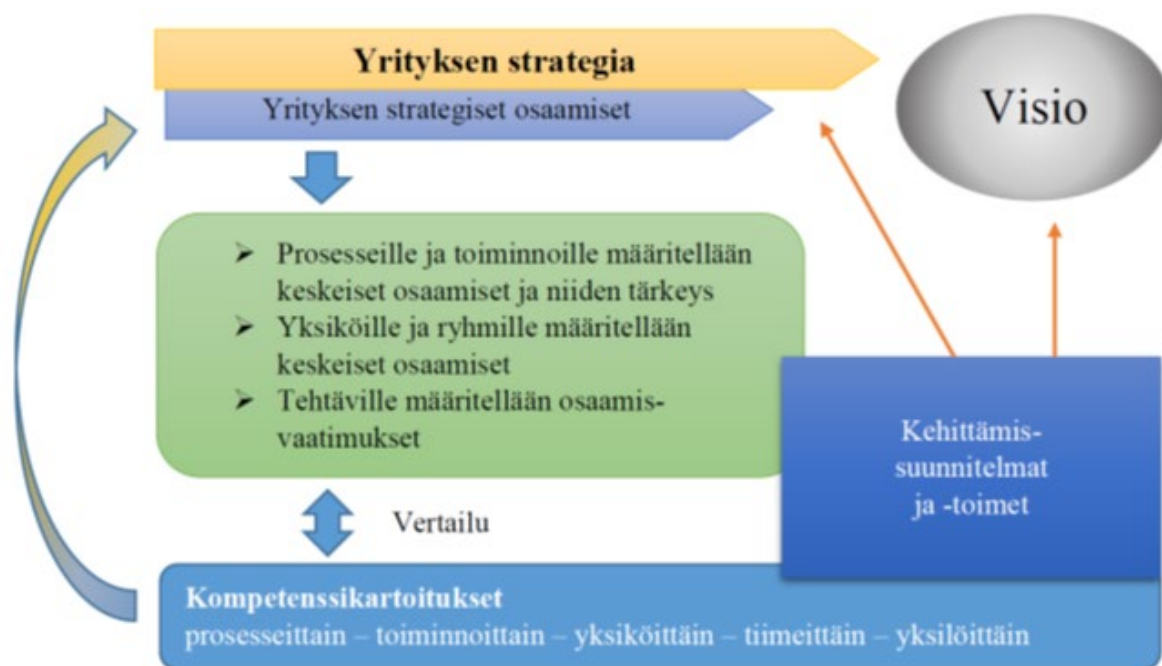 Yrityksen strategia
Yrityksen strategiset osaamiset
Visio
➢ Prosesseille ja toiminnoille määritellään
keskeiset osaamiset ja niiden tärkeys
➢ Yksiköille ja ryhmille määritellään
keskeiset osaamiset
➢ Tehtäville määritellään osaamis-
vaatimukset
Kehittämis-
suunnitelmat
ja -toimet
Vertailu
Kompetenssikartoitukset
prosesseittain – toiminnoittain – yksiköittäin – tiimeittäin – yksilöittäin